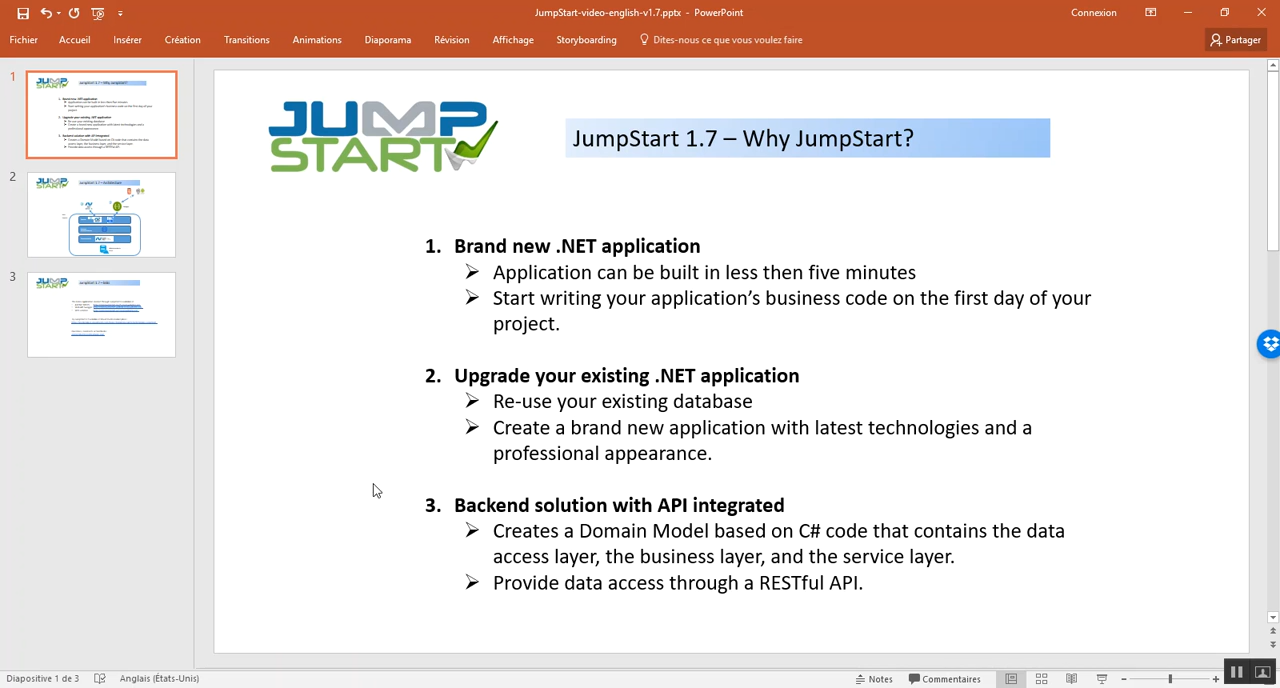 JumpStart-video-english-v1.7.pptx - PowerPoint
Connexion
Fichier Accueil Insérer Création Transitions Animations Diaporama Révision Affichage Storyboarding Dites-nous ce que vous voulez faire Partager
1
2
3
JUMP
START
JumpStart 1.7 – Why JumpStart?
1. Brand new .NET application
Application can be built in less then five minutes
Start writing your application's business code on the first day of your
project.
2. Upgrade your existing .NET application
Re-use your existing database
Create a brand new application with latest technologies and a
professional appearance.
3. Backend solution with API integrated
Creates a Domain Model based on C# code that contains the data
access layer, the business layer, and the service layer.
Provide data access through a RESTful API.
Diapositive 1 de 3 Anglais (États-Unis) Notes Commentaires